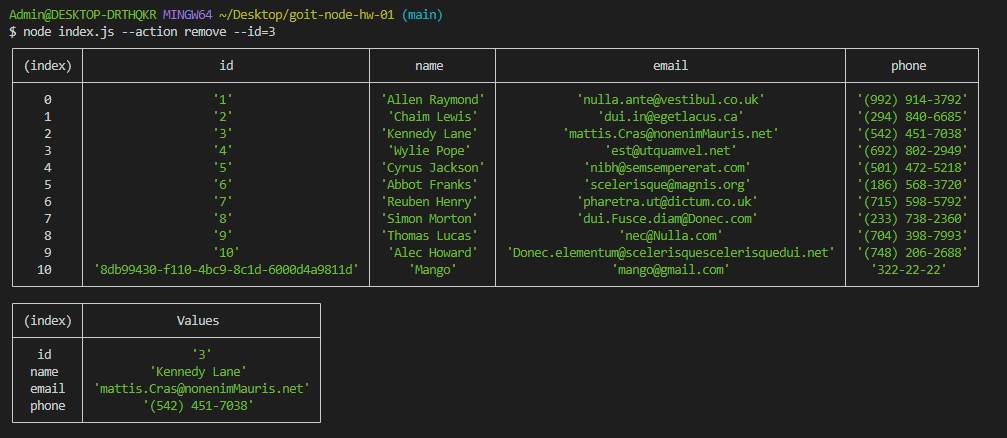 Admin@DESKTOP-DRTHQKR MINGW64 ~/Desktop/goit-node-hw-01 (main)
$ node index.js --action remove --id=3
(index) id name email phone
0 '1' 'Allen Raymond' 'nulla.ante@vestibul.co.uk' '(992) 914-3792'
1 '2' 'Chaim Lewis' 'dui.in@egetlacus.ca' '(294) 840-6685'
2 '3' 'Kennedy Lane' 'mattis.Cras@nonenimMauris.net' '(542) 451-7038'
3 '4' 'Wylie Pope' 'est@utquamvel.net' '(692) 802-2949'
4 '5' 'Cyrus Jackson' 'nibh@semsempererat.com' '(501) 472-5218'
5 '6' 'Abbot Franks' 'scelerisque@magnis.org' '(186) 568-3720'
6 '7' 'Reuben Henry' 'pharetra.ut@dictum.co.uk' '(715) 598-5792'
7 '8' 'Simon Morton' 'dui.Fusce.diam@Donec.com' '(233) 738-2360'
8 '9' 'Thomas Lucas' 'nec@Nulla.com' '(704) 398-7993'
9 '10' 'Alec Howard' 'Donec.elementum@scelerisquescelerisquedui.net' '(748) 206-2688'
10 '8db99430-f110-4bc9-8c1d-6000d4a9811d' 'Mango' 'mango@gmail.com' '322-22-22'
(index) Values
id '3'
name 'Kennedy Lane'
email 'mattis.Cras@nonenimMauris.net'
phone '(542) 451-7038'